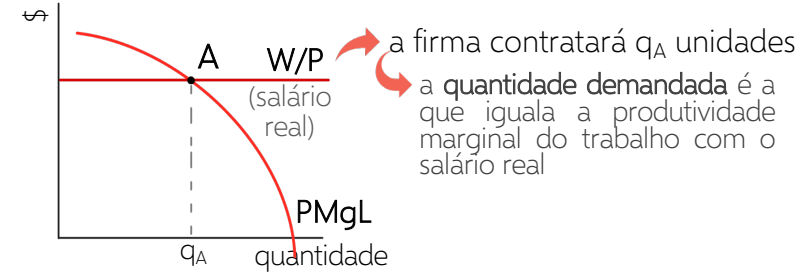 $
A
W/P
(salário
real)
PMgL
qA
quantidade
a firma contratará qA unidades
a quantidade demandada é a
que iguala a produtividade
marginal do trabalho com o
salário real